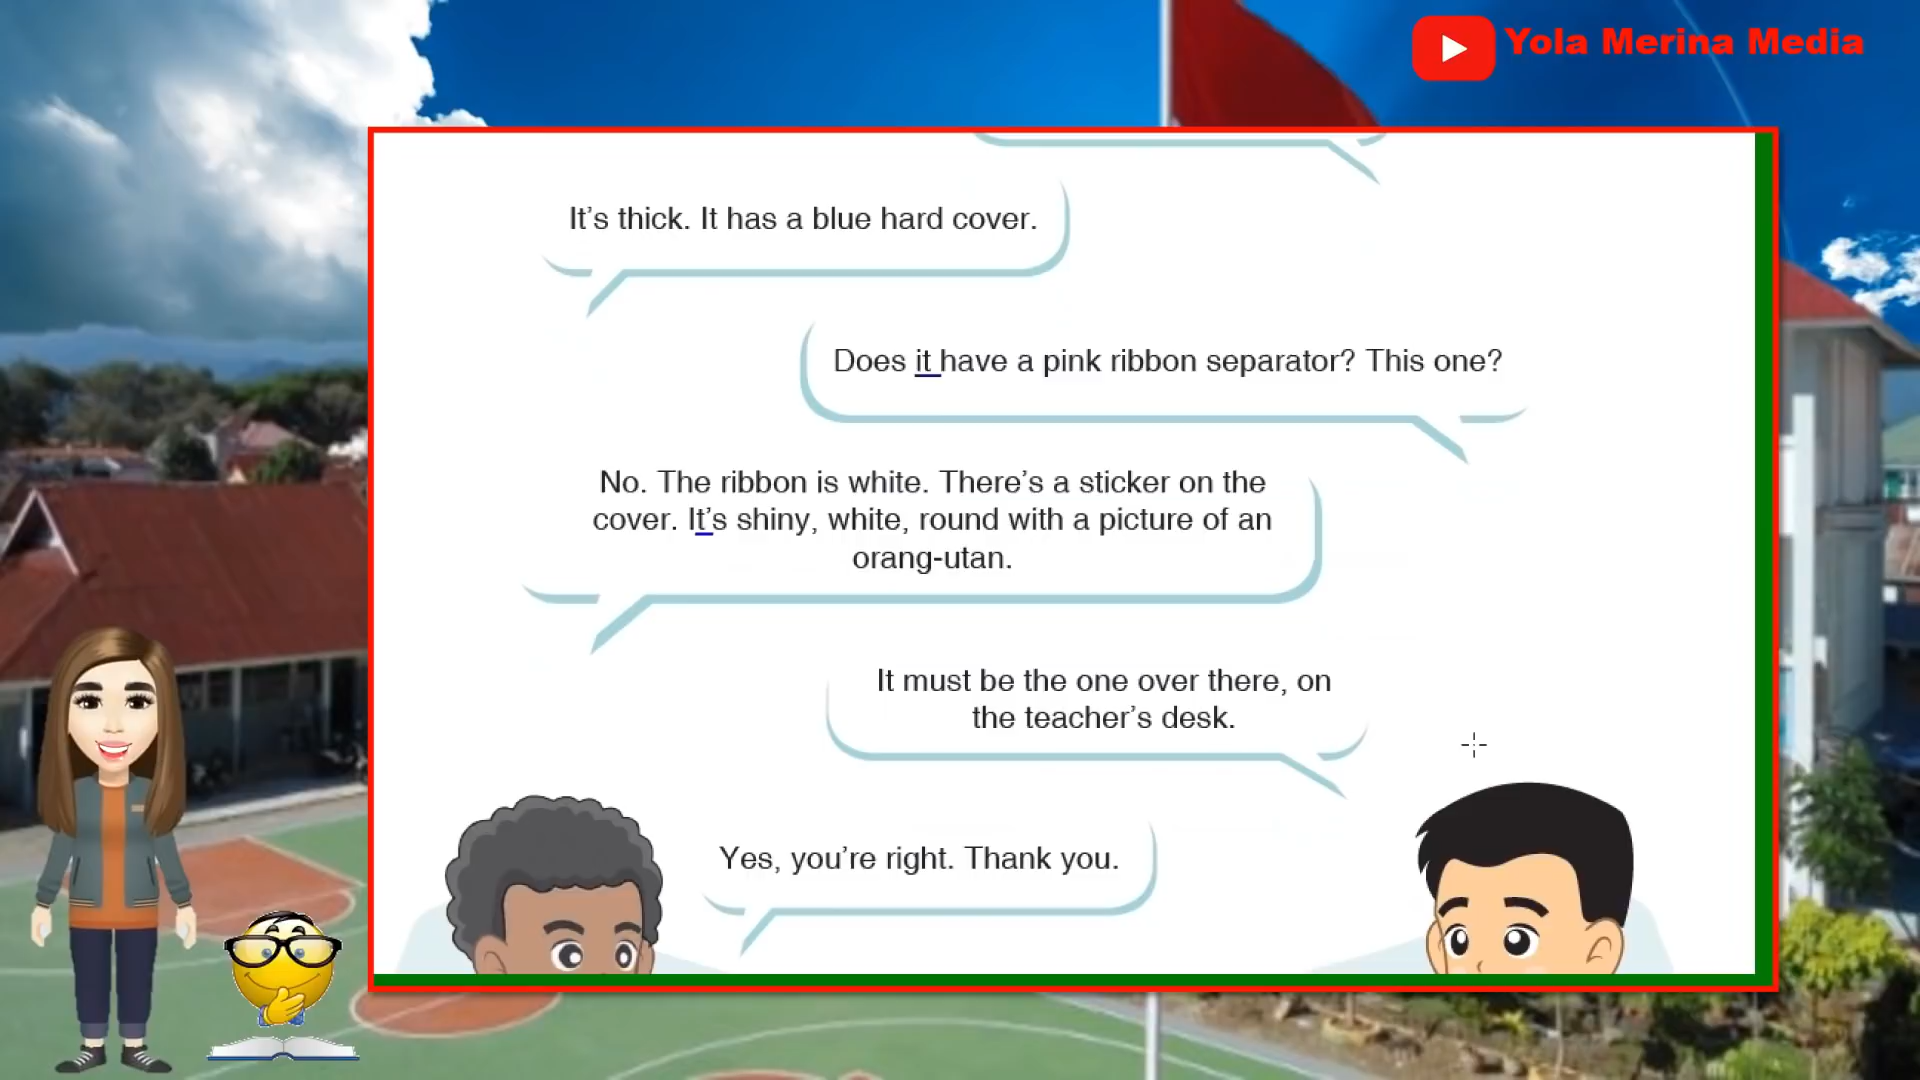 Yola Merina Media
It's thick. It has a blue hard cover.
Does it have a pink ribbon separator? This one?
No. The ribbon is white. There's a sticker on the
cover. It's shiny, white, round with a picture of an
orang-utan.
It must be the one over there, on
the teacher's desk.
Yes, you're right. Thank you.